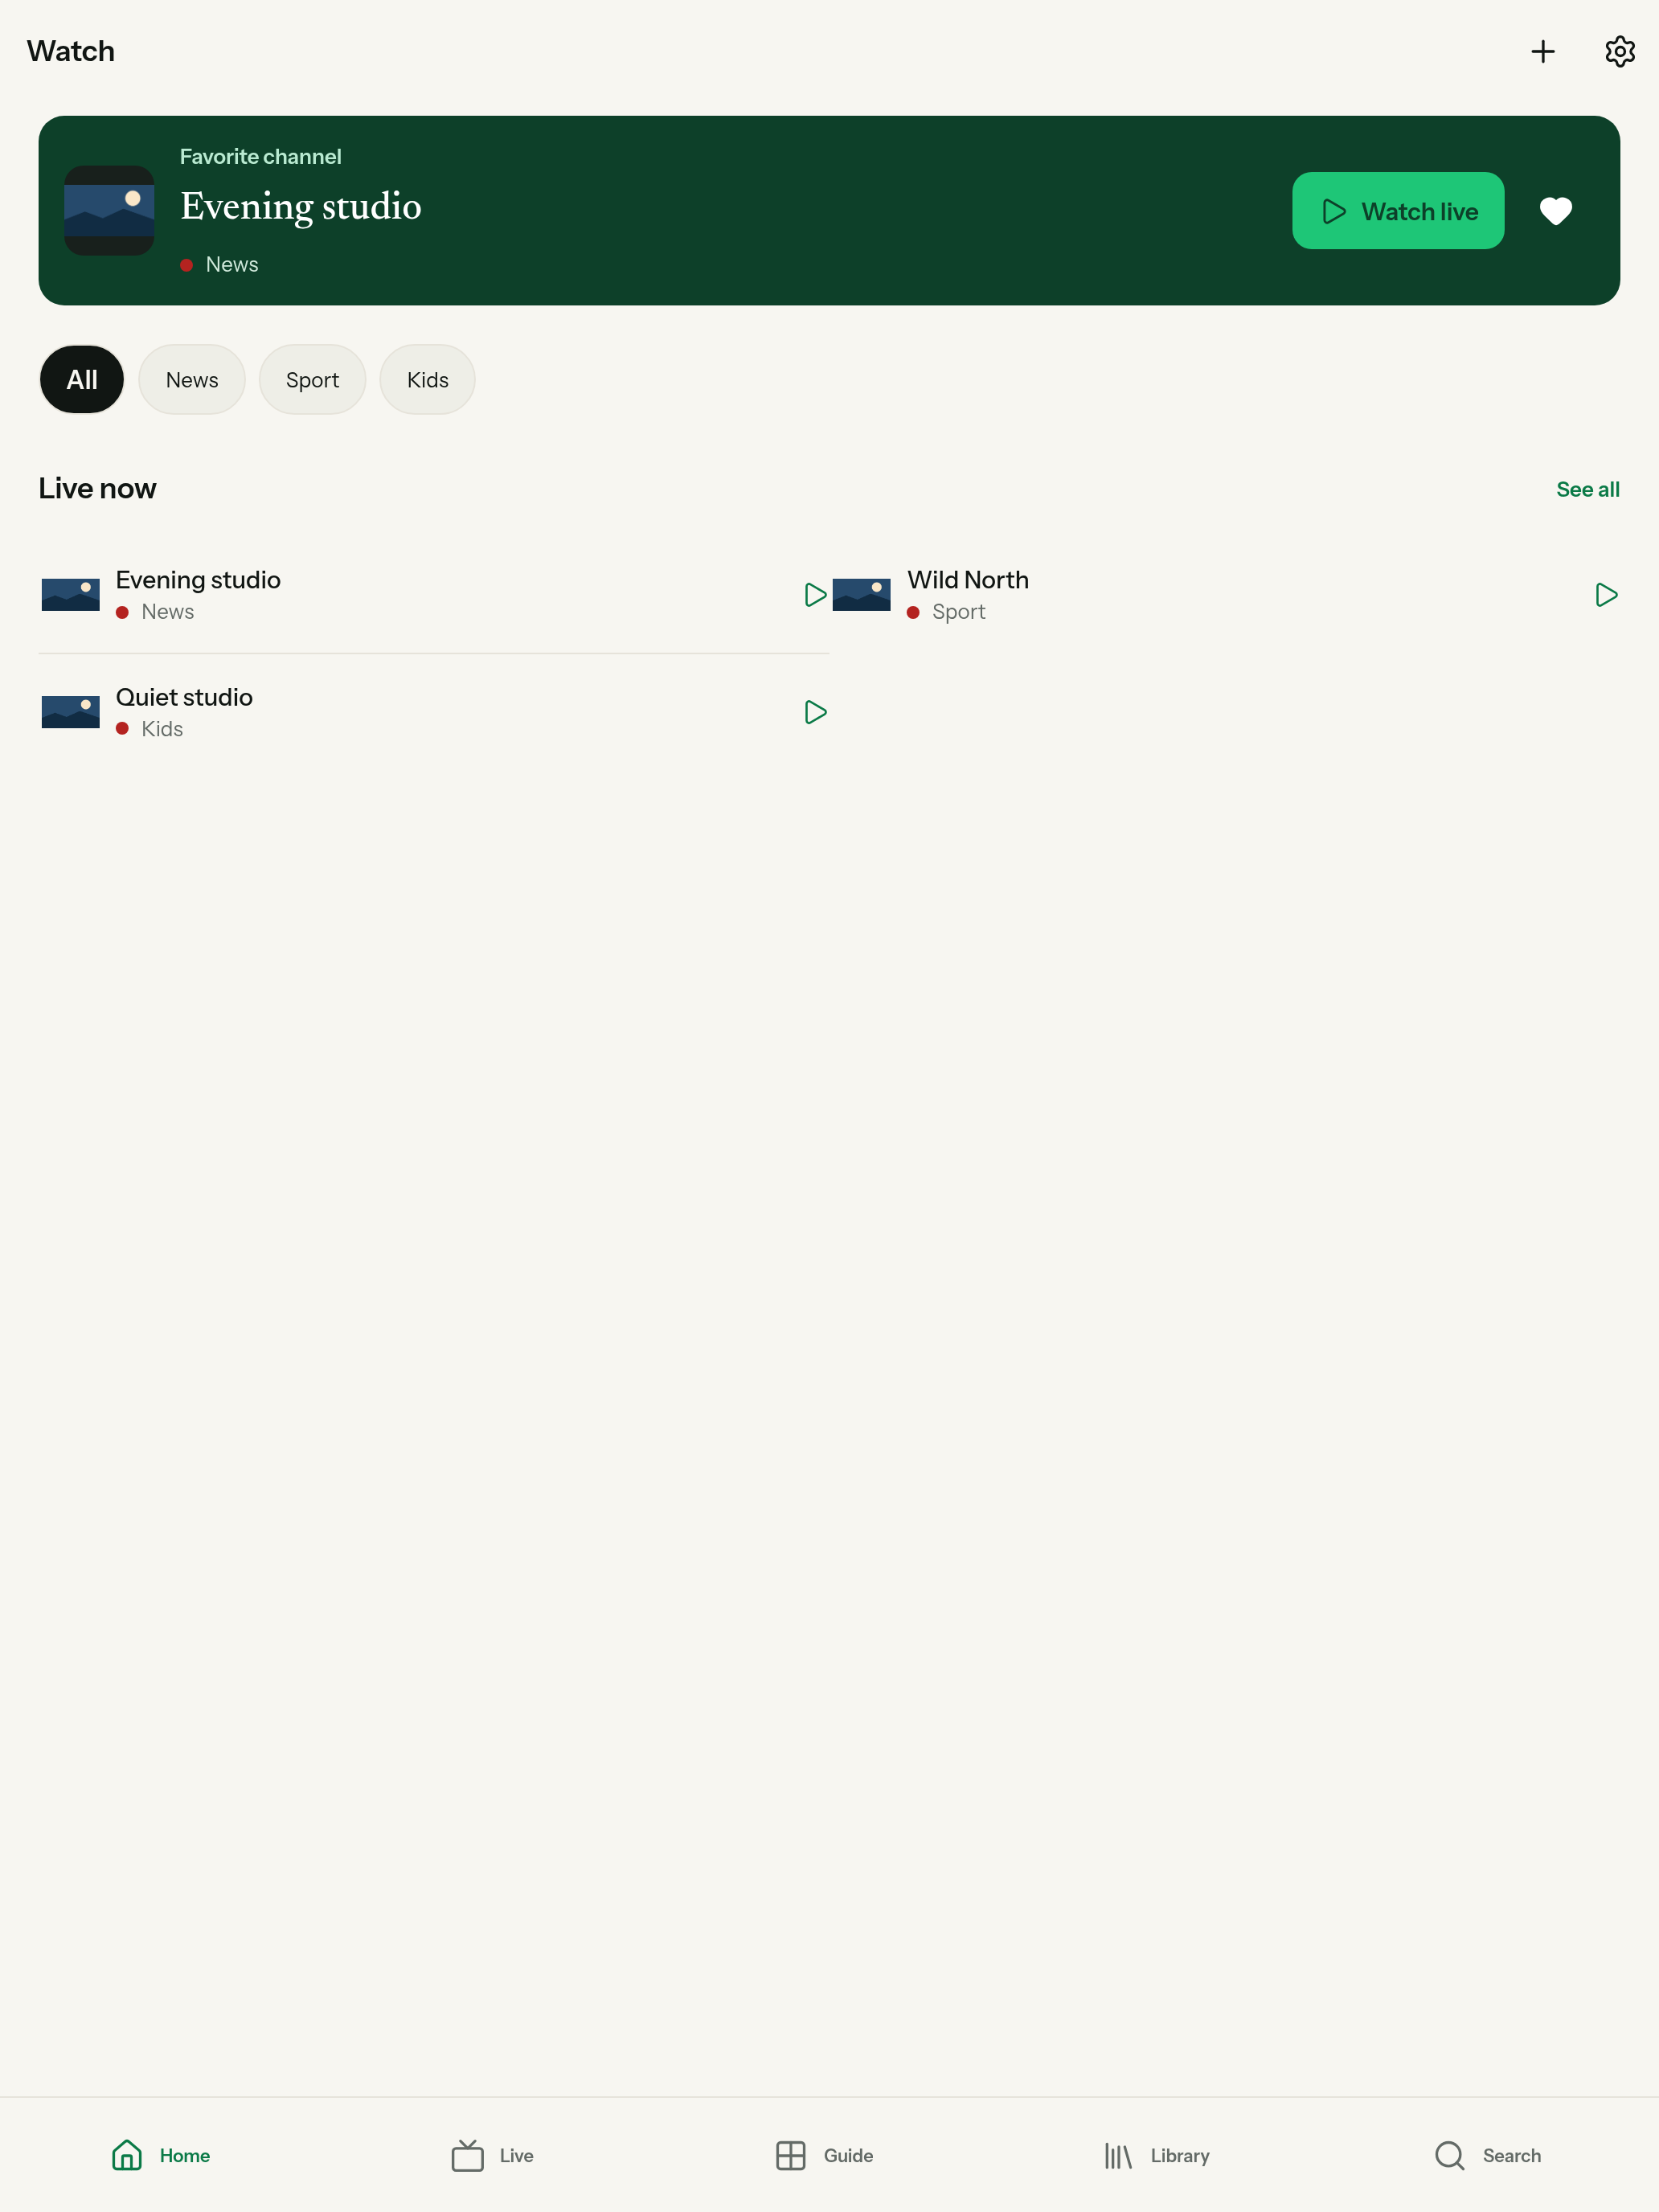 Watch
Favorite channel
Evening studio
News
Watch live
All
News
Sport
Kids
Live now
See all
Evening studio
News
Wild North
Sport
Quiet studio
Kids
Home
Live
Guide
Library
Search